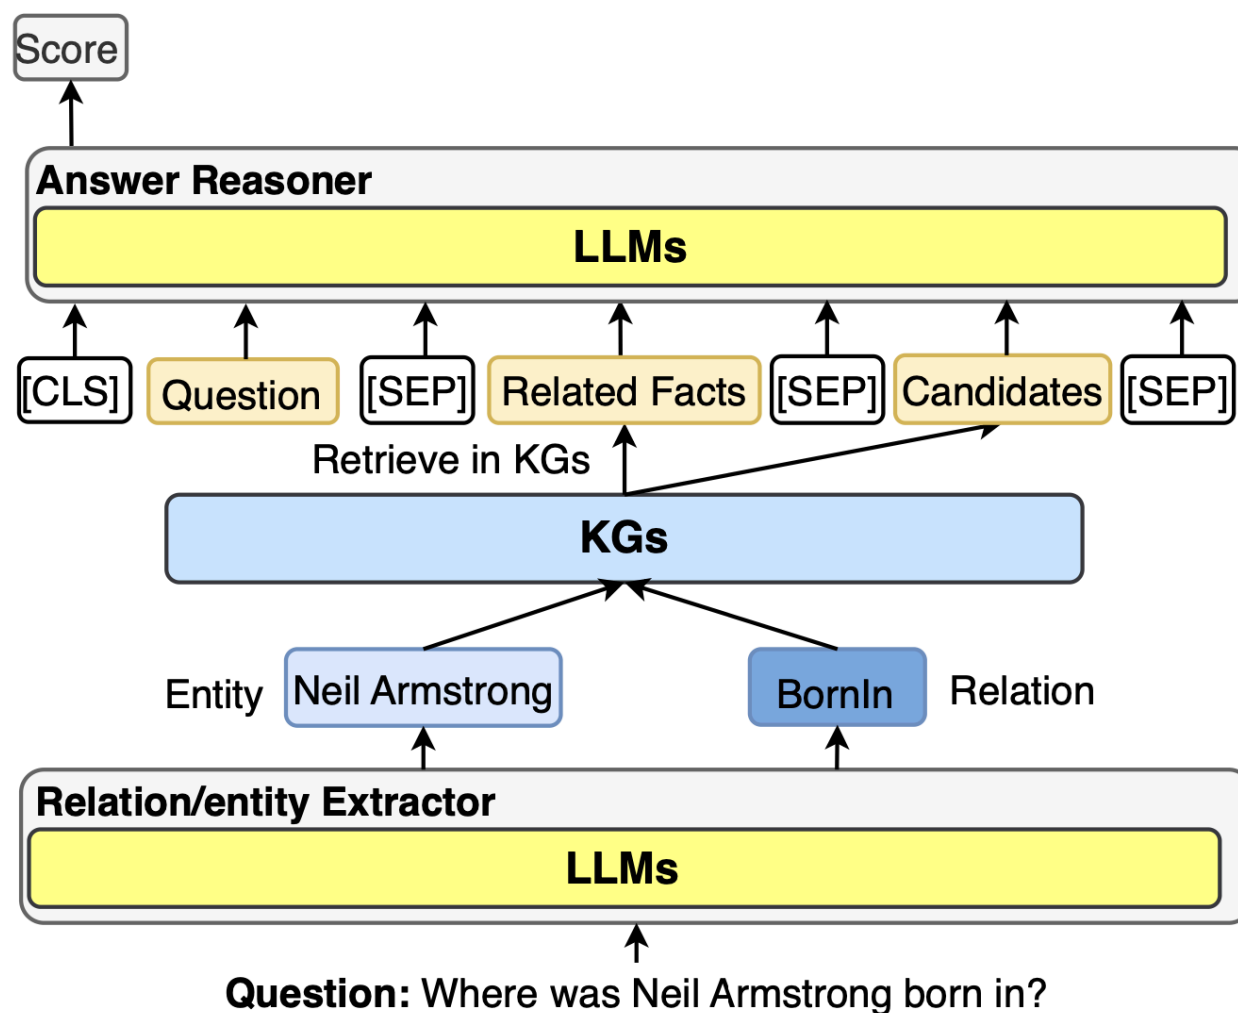 Score
Answer Reasoner
LLMs
[CLS] Question [SEP] Related Facts [SEP] Candidates [SEP]
Retrieve in KGs
KGs
Entity Neil Armstrong BornIn Relation
Relation/entity Extractor
LLMs
Question: Where was Neil Armstrong born in?